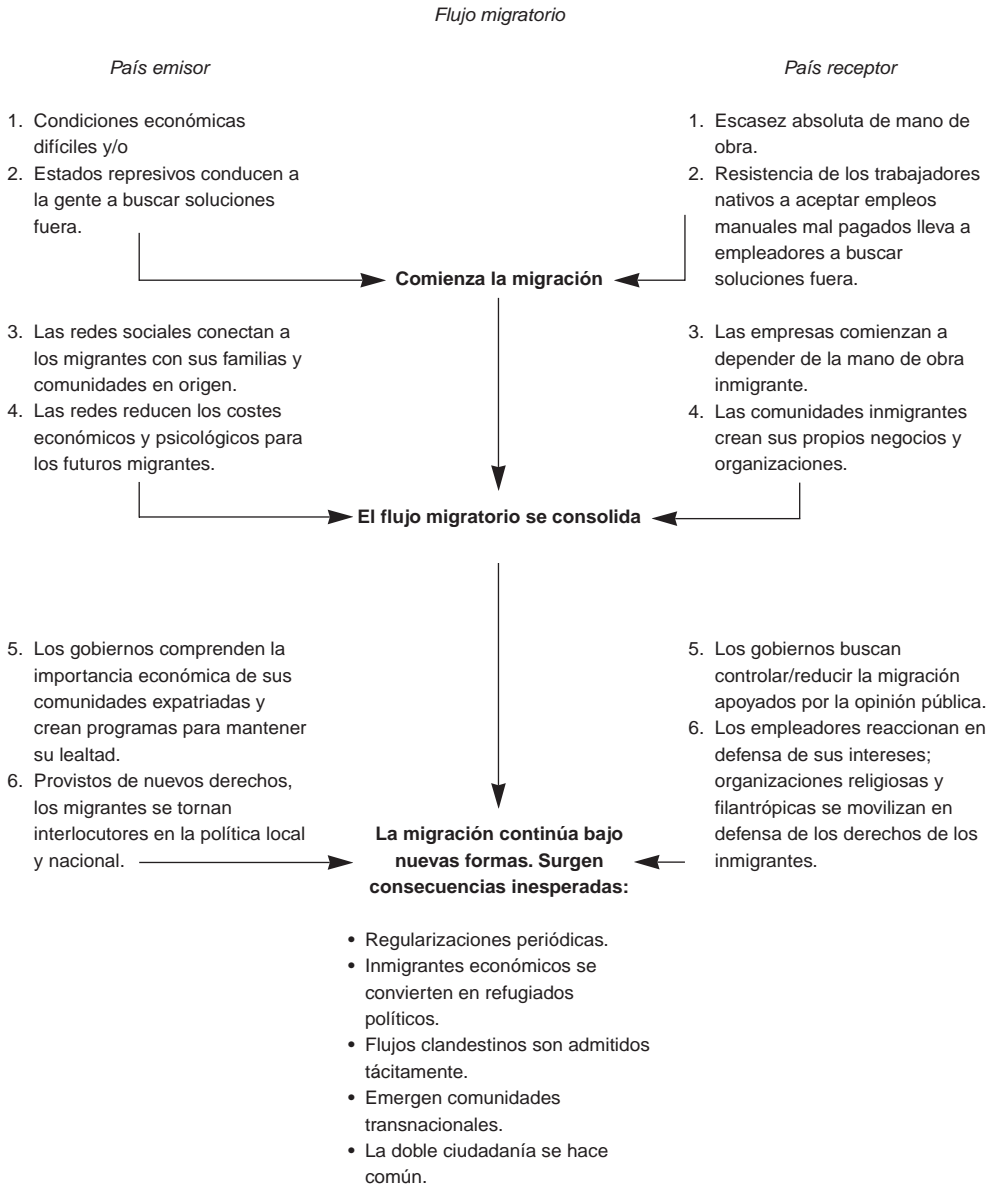 Flujo migratorio
País emisor
País receptor
1. Condiciones económicas
difíciles y/o
2. Estados represivos conducen a
la gente a buscar soluciones
fuera.
1. Escasez absoluta de mano de
obra.
2. Resistencia de los trabajadores
nativos a aceptar empleos
manuales mal pagados lleva a
empleadores a buscar
soluciones fuera.
Comienza la migración
3. Las redes sociales conectan a
los migrantes con sus familias y
comunidades en origen.
4. Las redes reducen los costes
económicos y psicológicos para
los futuros migrantes.
3. Las empresas comienzan a
depender de la mano de obra
inmigrante.
4. Las comunidades inmigrantes
crean sus propios negocios y
organizaciones.
El flujo migratorio se consolida
5. Los gobiernos comprenden la
importancia económica de sus
comunidades expatriadas y
crean programas para mantener
su lealtad.
6. Provistos de nuevos derechos,
los migrantes se tornan
interlocutores en la política local
y nacional.
5. Los gobiernos buscan
controlar/reducir la migración
apoyados por la opinión pública.
6. Los empleadores reaccionan en
defensa de sus intereses;
organizaciones religiosas y
filantrópicas se movilizan en
defensa de los derechos de los
inmigrantes.
La migración continúa bajo
nuevas formas. Surgen
consecuencias inesperadas:
• Regularizaciones periódicas.
• Inmigrantes económicos se
convierten en refugiados
políticos.
• Flujos clandestinos son admitidos
tácitamente.
• Emergen comunidades
transnacionales.
• La doble ciudadanía se hace
común.